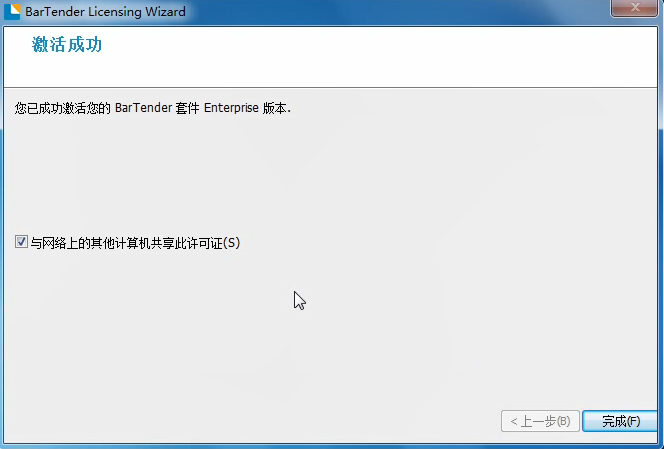 BarTender Licensing Wizard
激活成功
您已成功激活您的 BarTender 套件 Enterprise 版本.
与网络上的其他计算机共享此许可证(S)
< 上一步(B)
完成(F)